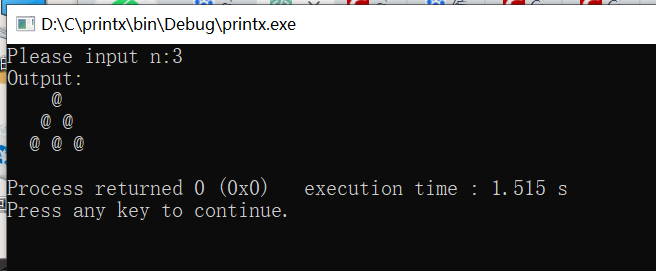 D:\C\printx\bin\Debug\printx.exe
Please input n:3
Output:
    @
   @ @
  @ @ @
Process returned 0 (0x0)   execution time : 1.515 s
Press any key to continue.